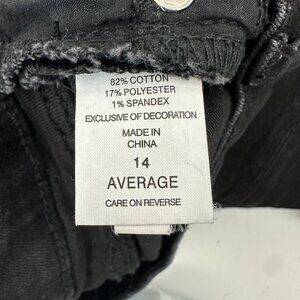 82% COTTON
17% POLYESTER
1% SPANDEX
EXCLUSIVE OF DECORATION
MADE IN
CHINA
14
AVERAGE
CARE ON REVERSE